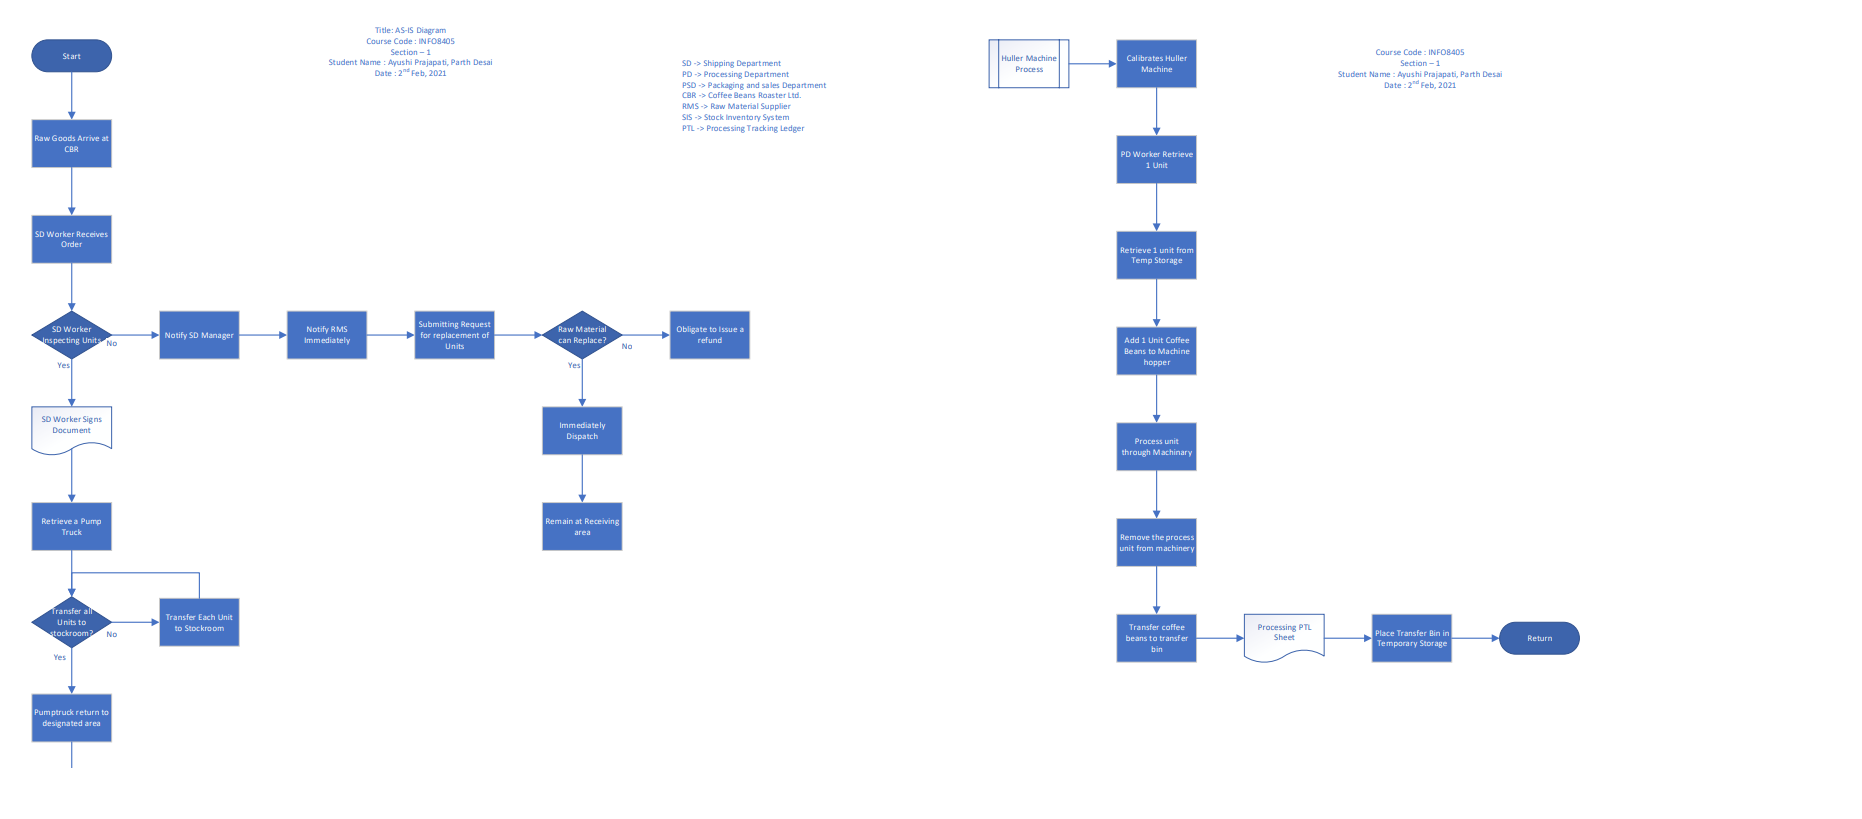 Title: AS-IS Diagram
Course Code : INFO8405
Section – 1
Student Name : Ayushi Prajapati, Parth Desai
Date : 2nd Feb, 2021
SD -> Shipping Department
PD -> Processing Department
PSD -> Packaging and sales Department
CBR -> Coffee Beans Roaster Ltd.
RMS -> Raw Material Supplier
SIS -> Stock Inventory System
PTL -> Processing Tracking Ledger
Start
Raw Goods Arrive at
CBR
SD Worker Receives
Order
SD Worker
Inspecting Units
No
Yes
Notify SD Manager
Notify RMS
Immediately
Submitting Request
for replacement of
Units
Raw Material
can Replace?
No
Yes
Obligate to Issue a
refund
Immediately
Dispatch
Remain at Receiving
area
SD Worker Signs
Document
Retrieve a Pump
Truck
Transfer all
Units to
stockroom?
No
Yes
Transfer Each Unit
to Stockroom
Pumptruck return to
designated area
Huller Machine
Process
Calibrates Huller
Machine
Course Code : INFO8405
Section – 1
Student Name : Ayushi Prajapati, Parth Desai
Date : 2nd Feb, 2021
PD Worker Retrieve
1 Unit
Retrieve 1 unit from
Temp Storage
Add 1 Unit Coffee
Beans to Machine
hopper
Process unit
through Machinary
Remove the process
unit from machinery
Transfer coffee
beans to transfer
bin
Processing PTL
Sheet
Place Transfer Bin in
Temporary Storage
Return